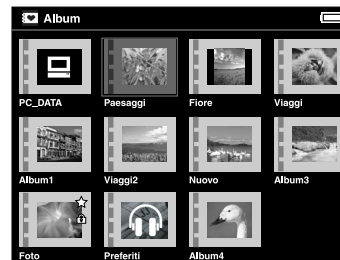 Album
PC_DATA Paesaggi Fiore Viaggi
Album1 Viaggi2 Nuovo Album3
Foto Preferiti Album4